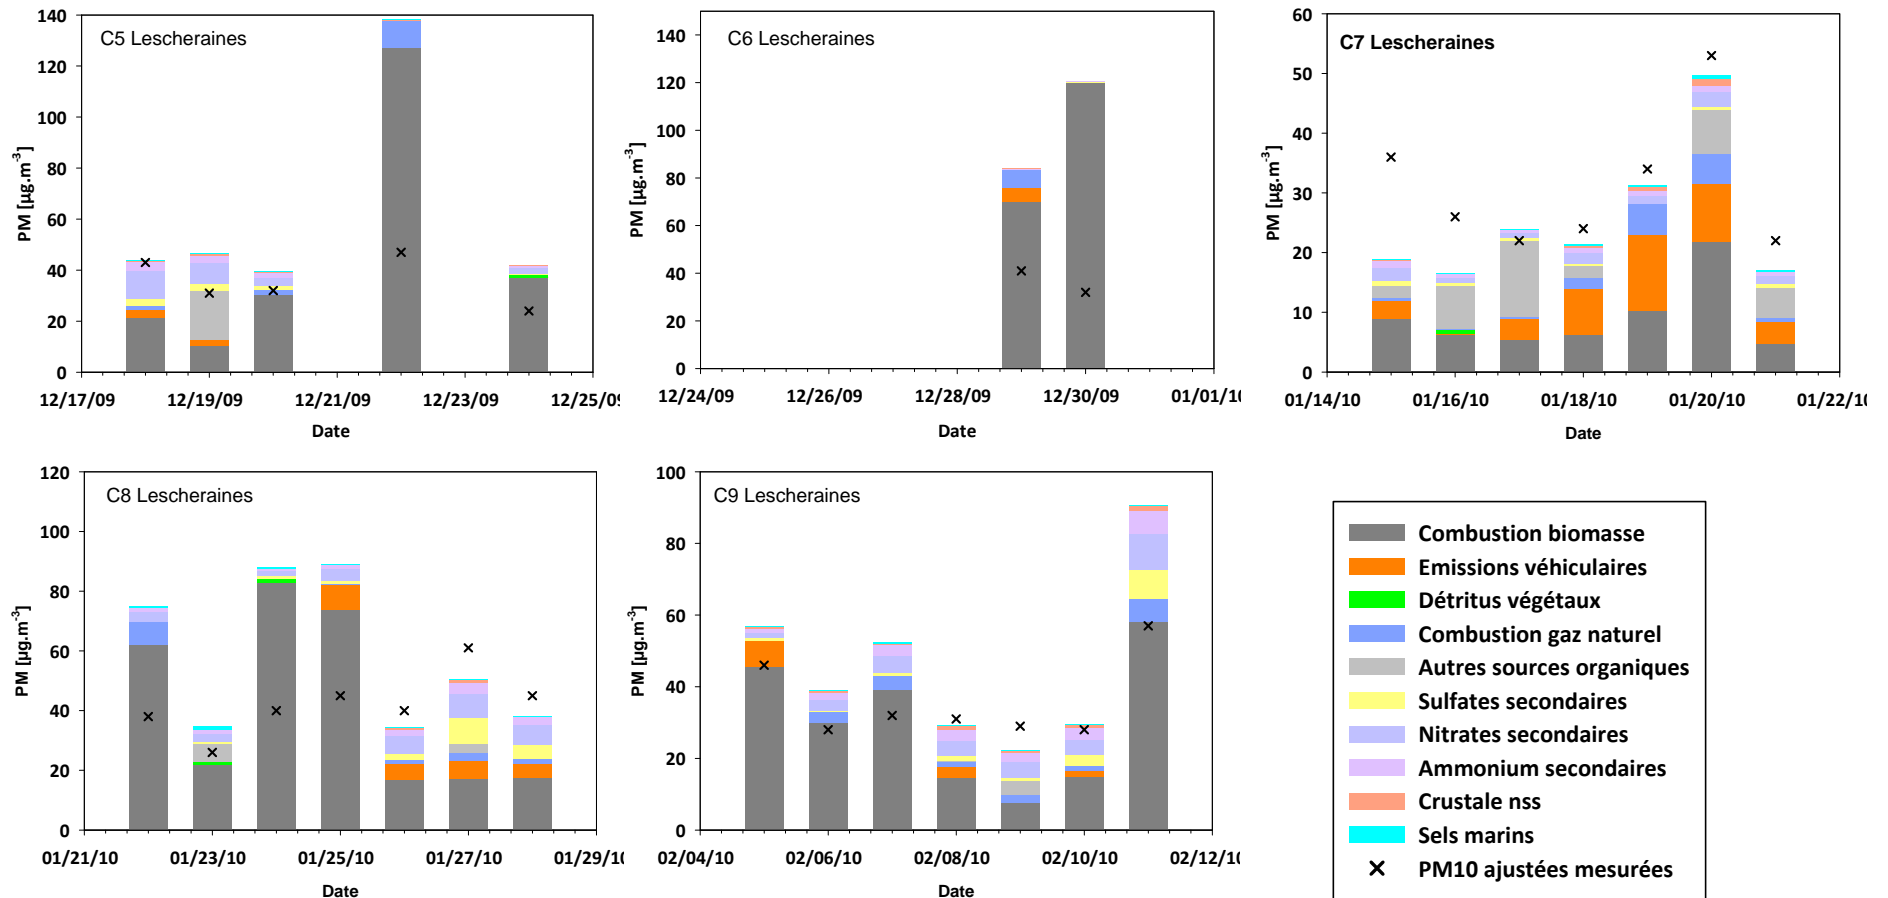 C5 Lescheraines
PM [µg.m-3]
140
120
100
80
60
40
20
0
12/17/09 12/19/09 12/21/09 12/23/09 12/25/09
Date
C6 Lescheraines
PM [µg.m-3]
140
120
100
80
60
40
20
0
12/24/09 12/26/09 12/28/09 12/30/09 01/01/10
Date
C7 Lescheraines
PM [µg.m-3]
60
50
40
30
20
10
0
01/14/10 01/16/10 01/18/10 01/20/10 01/22/10
Date
C8 Lescheraines
PM [µg.m-3]
120
100
80
60
40
20
0
01/21/10 01/23/10 01/25/10 01/27/10 01/29/10
Date
C9 Lescheraines
PM [µg.m-3]
100
80
60
40
20
0
02/04/10 02/06/10 02/08/10 02/10/10 02/12/10
Date
Combustion biomasse
Emissions véhiculaires
Détritus végétaux
Combustion gaz naturel
Autres sources organiques
Sulfates secondaires
Nitrates secondaires
Ammonium secondaires
Crustale nss
Sels marins
PM10 ajustées mesurées